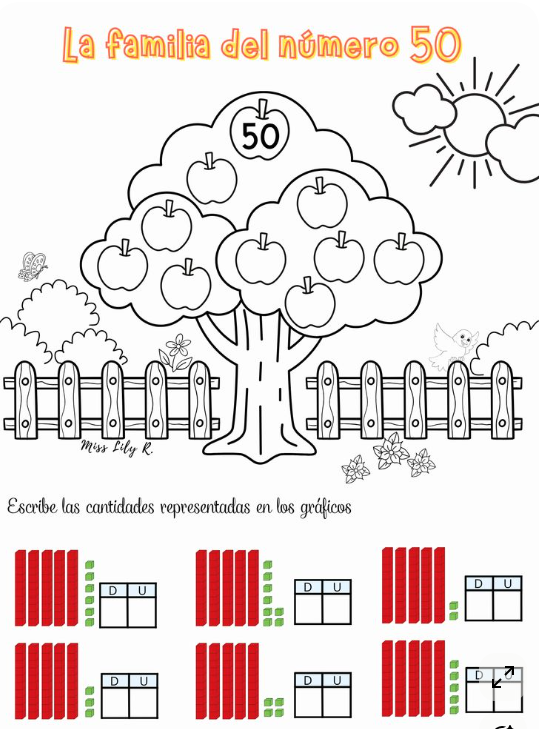 La familia del número 50
50
Miss Lily R.
Escribe las cantidades representadas en los gráficos
D U
D U
D U
D U
D U
D U